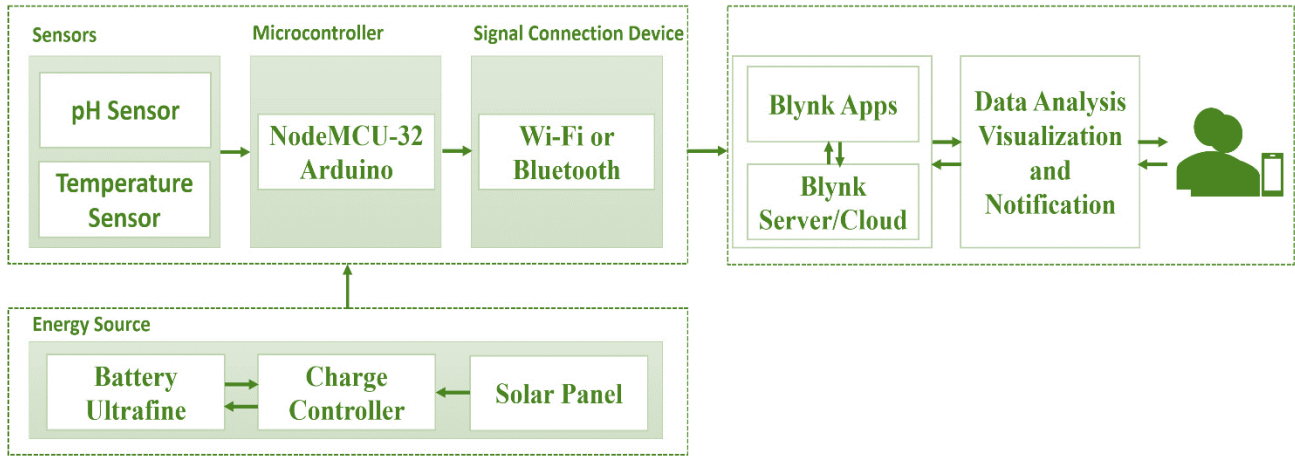 Sensors
pH Sensor
Temperature
Sensor
Microcontroller
NodeMCU-32
Arduino
Signal Connection Device
Wi-Fi or
Bluetooth
Blynk Apps
Blynk
Server/Cloud
Data Analysis
Visualization
and
Notification
Energy Source
Battery
Ultrafine
Charge
Controller
Solar Panel